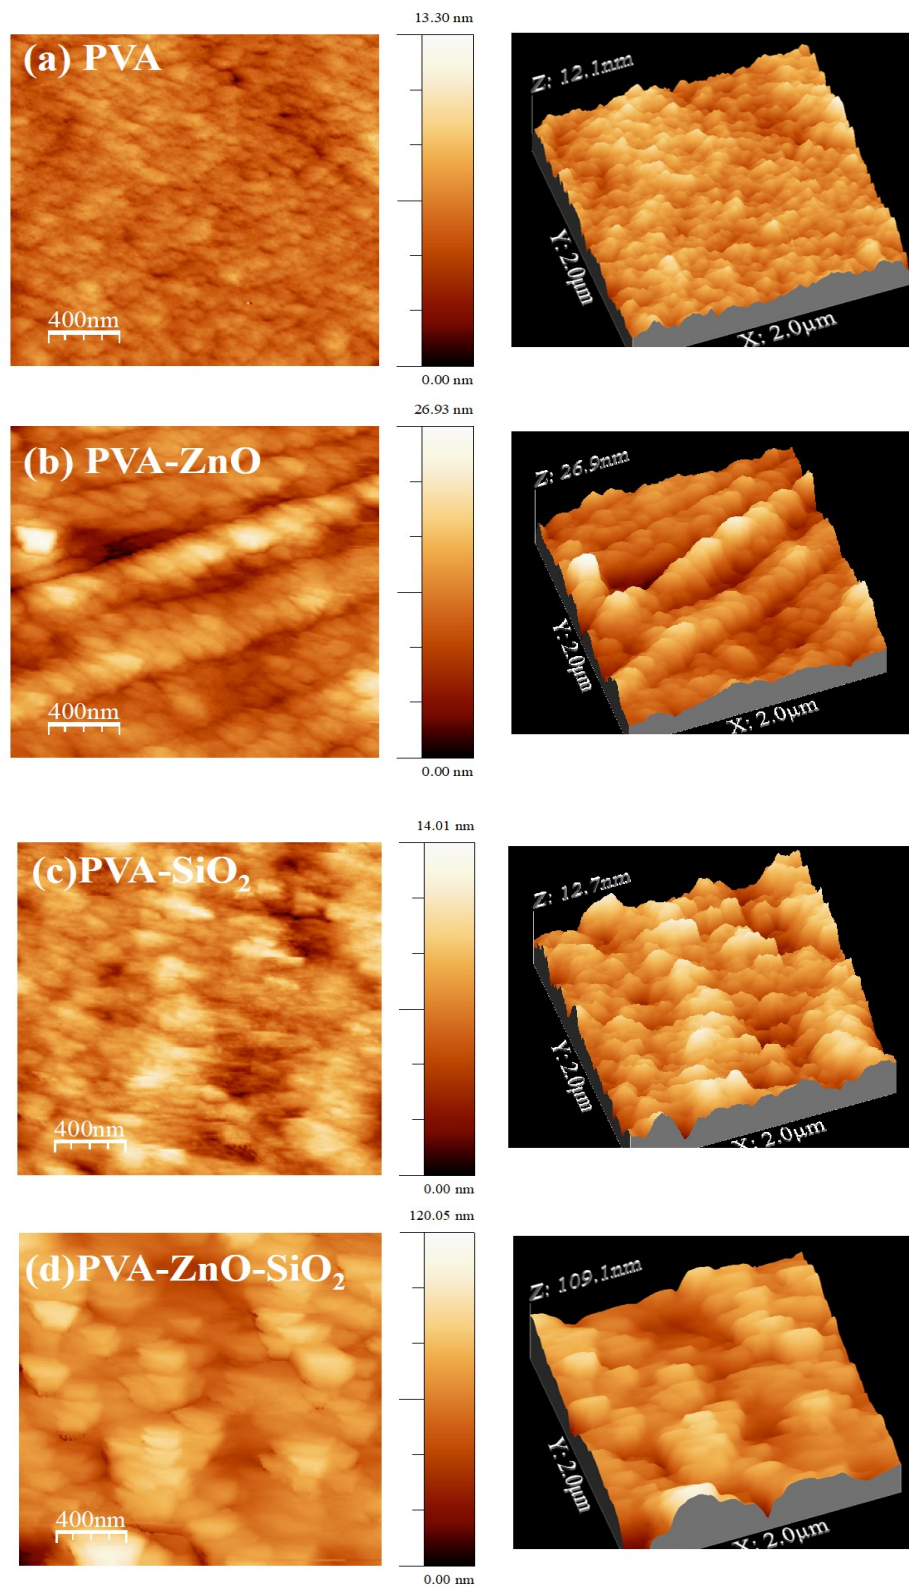 13.30 nm
(a) PVA
400nm
0.00 nm
Z: 12.1nm
Y: 2.0µm
X: 2.0µm
26.93 nm
(b) PVA-ZnO
400nm
0.00 nm
Z: 26.9nm
Y: 2.0µm
X: 2.0µm
14.01 nm
(c)PVA-SiO₂
400nm
0.00 nm
Z: 12.7nm
Y: 2.0µm
X: 2.0µm
120.05 nm
(d)PVA-ZnO-SiO₂
400nm
0.00 nm
Z: 109.1nm
Y: 2.0µm
X: 2.0µm